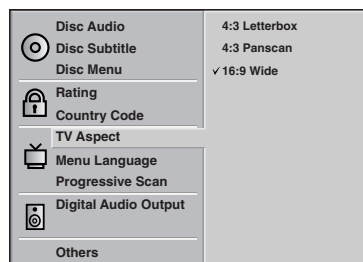 Disc Audio
Disc Subtitle
Disc Menu
Rating
Country Code
TV Aspect
Menu Language
Progressive Scan
Digital Audio Output
Others
4:3 Letterbox
4:3 Panscan
✓16:9 Wide